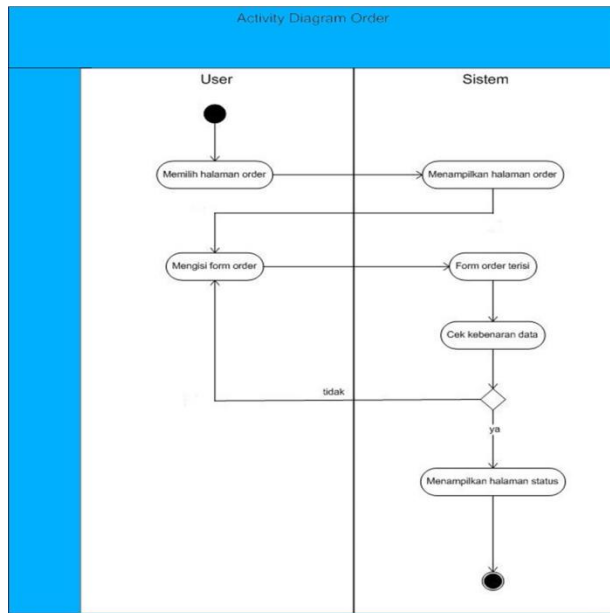 Activity Diagram Order
User
Sistem
Memilih halaman order
Menampilkan halaman order
Mengisi form order
Form order terisi
Cek kebenaran data
tidak
ya
Menampilkan halaman status